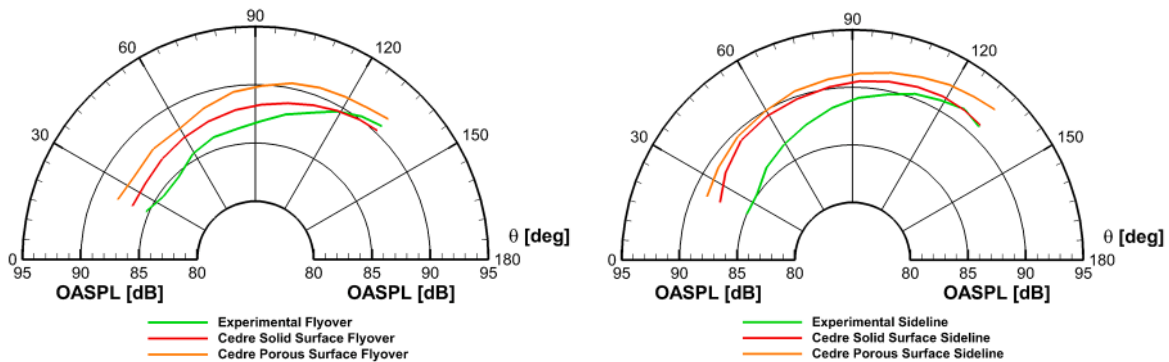 90
60
120
30
150
0
θ [deg]
180
95 90 85 80 80 85 90 95
OASPL [dB] OASPL [dB]
Experimental Flyover
Cedre Solid Surface Flyover
Cedre Porous Surface Flyover
90
60
120
30
150
0
θ [deg]
180
95 90 85 80 80 85 90 95
OASPL [dB] OASPL [dB]
Experimental Sideline
Cedre Solid Surface Sideline
Cedre Porous Surface Sideline